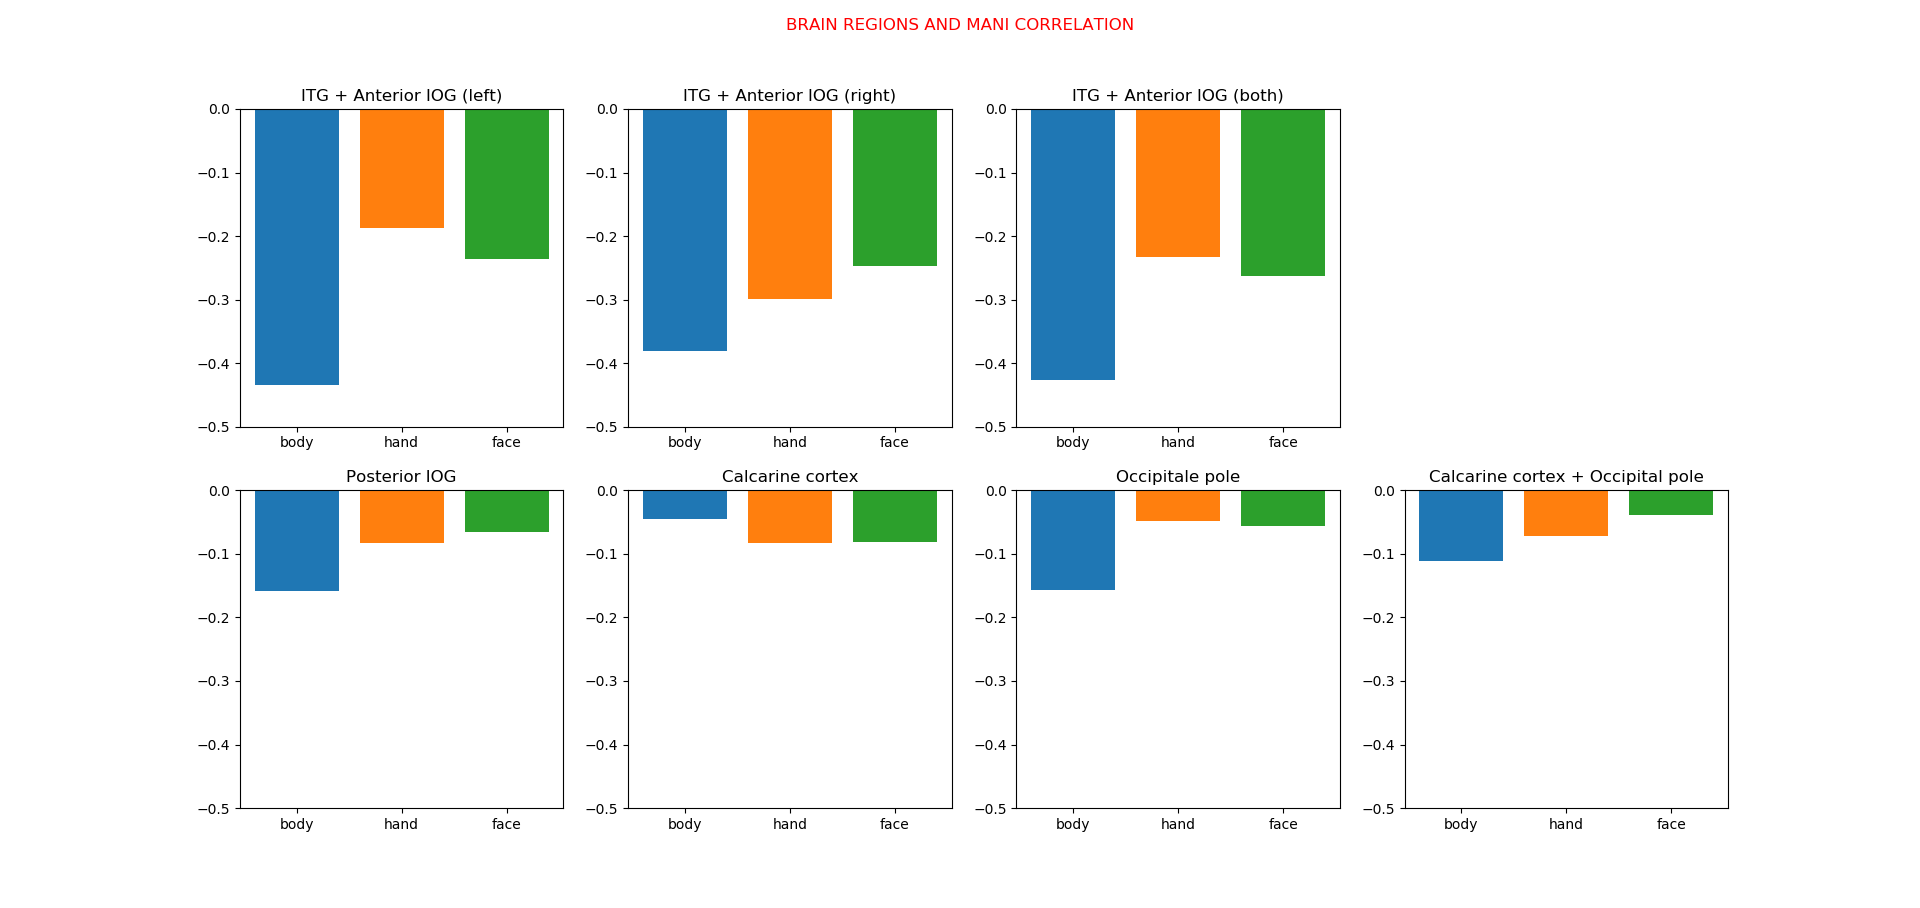 BRAIN REGIONS AND MANI CORRELATION
ITG + Anterior IOG (left)
0.0
−0.1
−0.2
−0.3
−0.4
−0.5
body hand face
ITG + Anterior IOG (right)
0.0
−0.1
−0.2
−0.3
−0.4
−0.5
body hand face
ITG + Anterior IOG (both)
0.0
−0.1
−0.2
−0.3
−0.4
−0.5
body hand face
Posterior IOG
0.0
−0.1
−0.2
−0.3
−0.4
−0.5
body hand face
Calcarine cortex
0.0
−0.1
−0.2
−0.3
−0.4
−0.5
body hand face
Occipitale pole
0.0
−0.1
−0.2
−0.3
−0.4
−0.5
body hand face
Calcarine cortex + Occipital pole
0.0
−0.1
−0.2
−0.3
−0.4
−0.5
body hand face